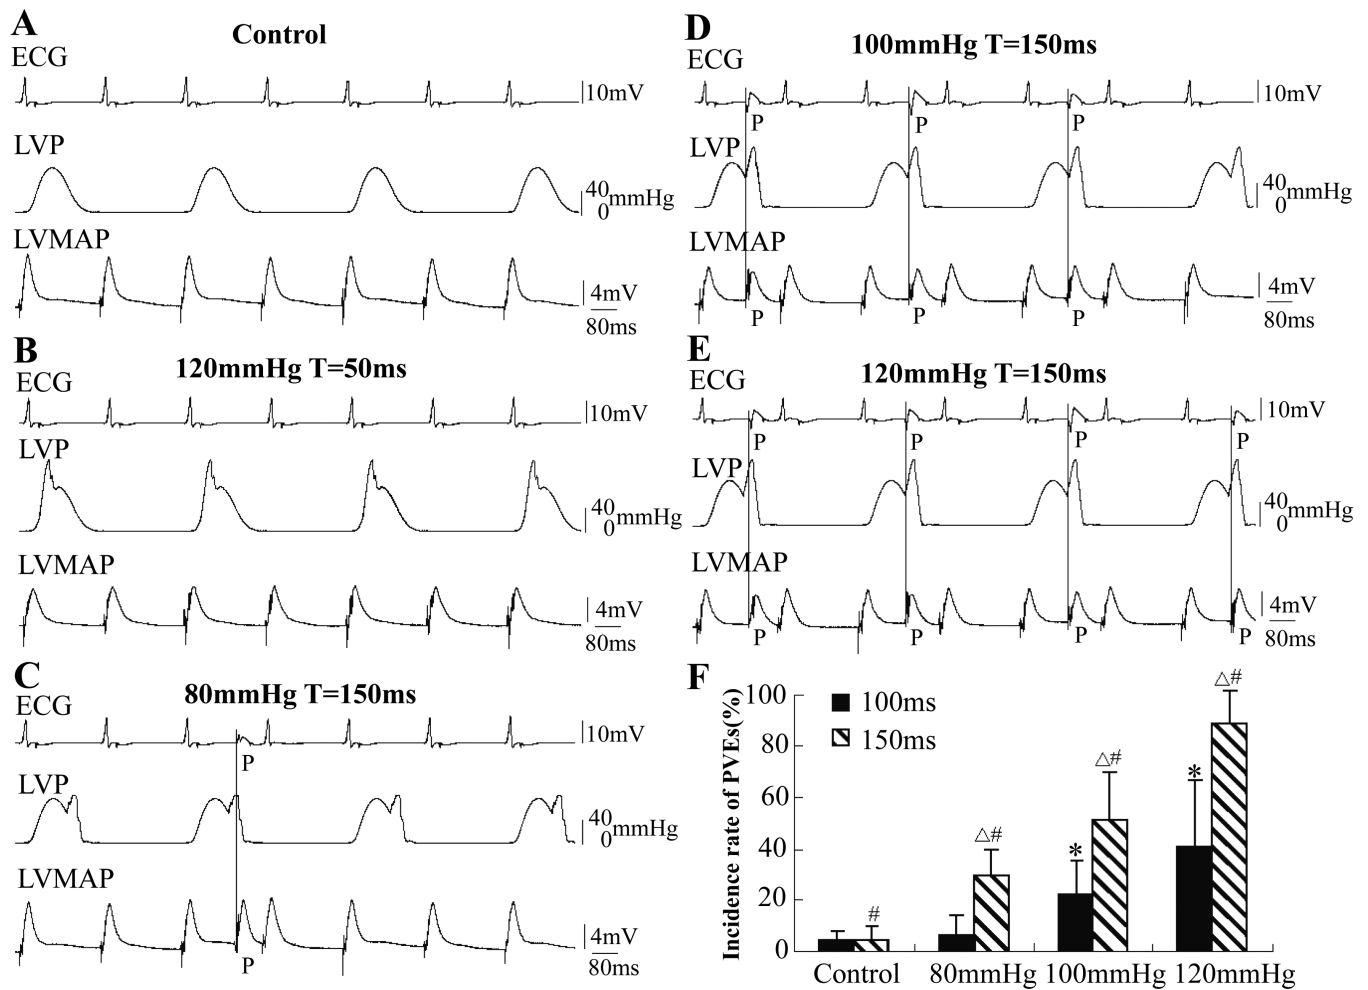 A
Control
ECG
10mV
LVP
40
0
mmHg
LVMAP
4mV
80ms
B
120mmHg T=50ms
ECG
10mV
LVP
40
0
mmHg
LVMAP
4mV
80ms
C
80mmHg T=150ms
ECG
10mV
P
LVP
40
0
mmHg
LVMAP
4mV
80ms
P
D
100mmHg T=150ms
ECG
10mV
P P P
LVP
40
0
mmHg
LVMAP
4mV
80ms
P P P
E
120mmHg T=150ms
ECG
10mV
P P P P
LVP
40
0
mmHg
LVMAP
4mV
80ms
P P P P
F
Incidence rate of PVEs(%)
100
80
60
40
20
0
100ms
150ms
#
△#
*
△#
*
△#
Control 80mmHg 100mmHg 120mmHg